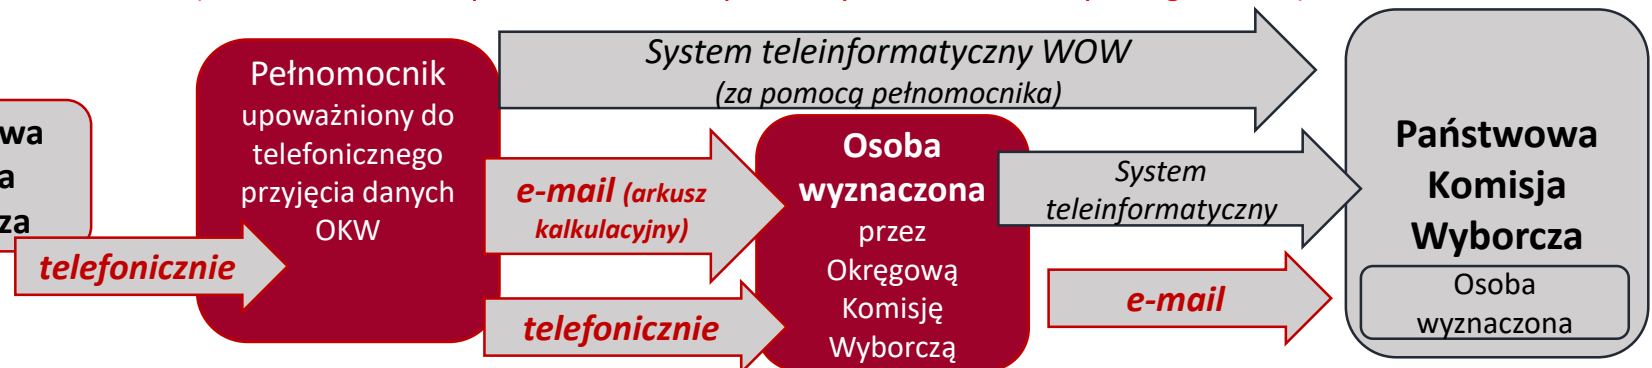 wa
a
za
telefonicznie
Pełnomocnik
upoważniony do
telefonicznego
przyjęcia danych
OKW
System teleinformatyczny WOW
(za pomocą pełnomocnika)
e-mail (arkusz
kalkulacyjny)
telefonicznie
Osoba
wyznaczona
przez
Okręgową
Komisję
Wyborczą
System
teleinformatyczny
e-mail
Państwowa
Komisja
Wyborcza
Osoba
wyznaczona